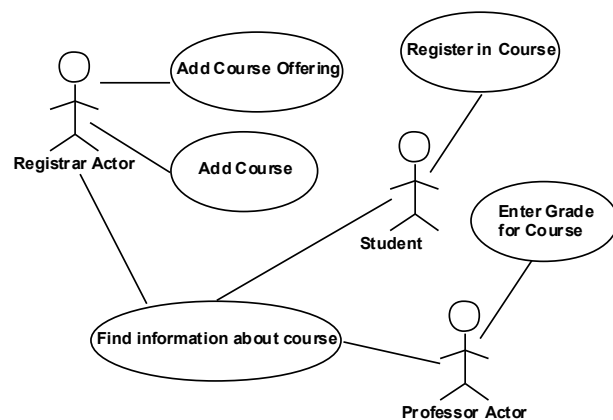 Register in Course
Add Course Offering
Registrar Actor
Add Course
Enter Grade
for Course
Student
Find information about course
Professor Actor